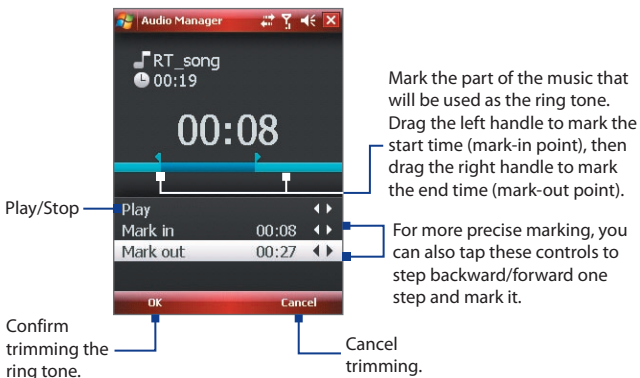 Audio Manager
RT_song
00:19
00:08
Play
Mark in 00:08
Mark out 00:27
OK Cancel
Mark the part of the music that
will be used as the ring tone.
Drag the left handle to mark the
start time (mark-in point), then
drag the right handle to mark
the end time (mark-out point).
Play/Stop
For more precise marking, you
can also tap these controls to
step backward/forward one
step and mark it.
Confirm
trimming the
ring tone.
Cancel
trimming.